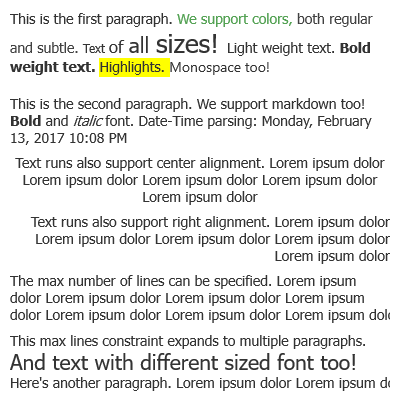 This is the first paragraph. We support colors, both regular
and subtle. Text of all sizes! Light weight text. Bold
weight text. Highlights. Monospace too!
This is the second paragraph. We support markdown too!
Bold and italic font. Date-Time parsing: Monday, February
13, 2017 10:08 PM
Text runs also support center alignment. Lorem ipsum dolor
Lorem ipsum dolor Lorem ipsum dolor Lorem ipsum dolor
Lorem ipsum dolor
Text runs also support right alignment. Lorem ipsum dolor
Lorem ipsum dolor Lorem ipsum dolor Lorem ipsum dolor
Lorem ipsum dolor
The max number of lines can be specified. Lorem ipsum
dolor Lorem ipsum dolor Lorem ipsum dolor Lorem ipsum
dolor Lorem ipsum dolor Lorem ipsum dolor Lorem ipsum dolo
This max lines constraint expands to multiple paragraphs.
And text with different sized font too!
Here's another paragraph. Lorem ipsum dolor Lorem ipsum do